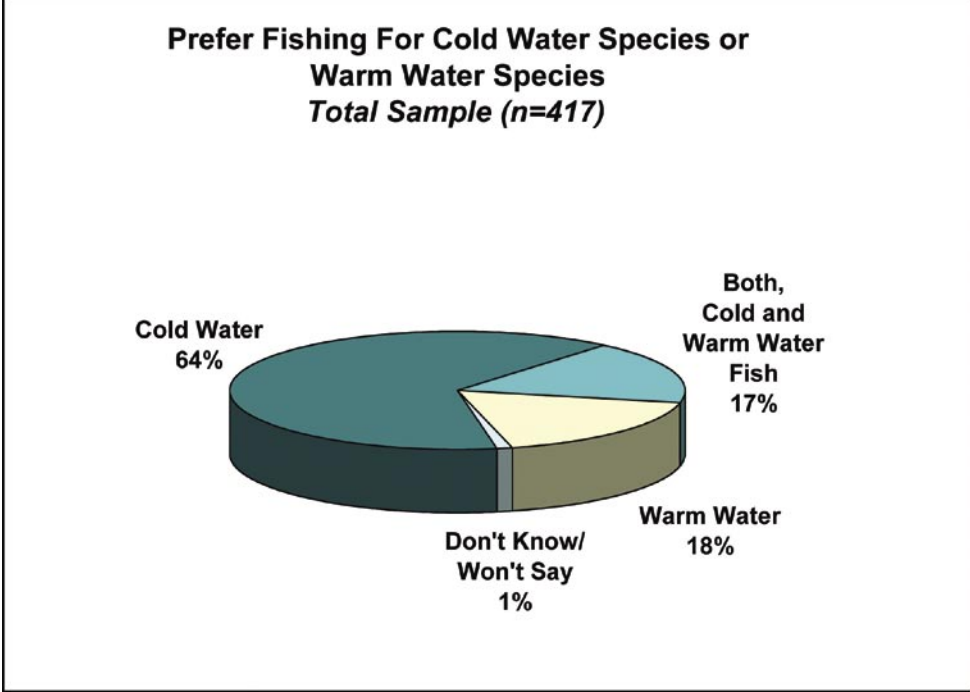 Prefer Fishing For Cold Water Species or
Warm Water Species
Total Sample (n=417)
Cold Water
64%
Both,
Cold and
Warm Water
Fish
17%
Warm Water
18%
Don't Know/
Won't Say
1%